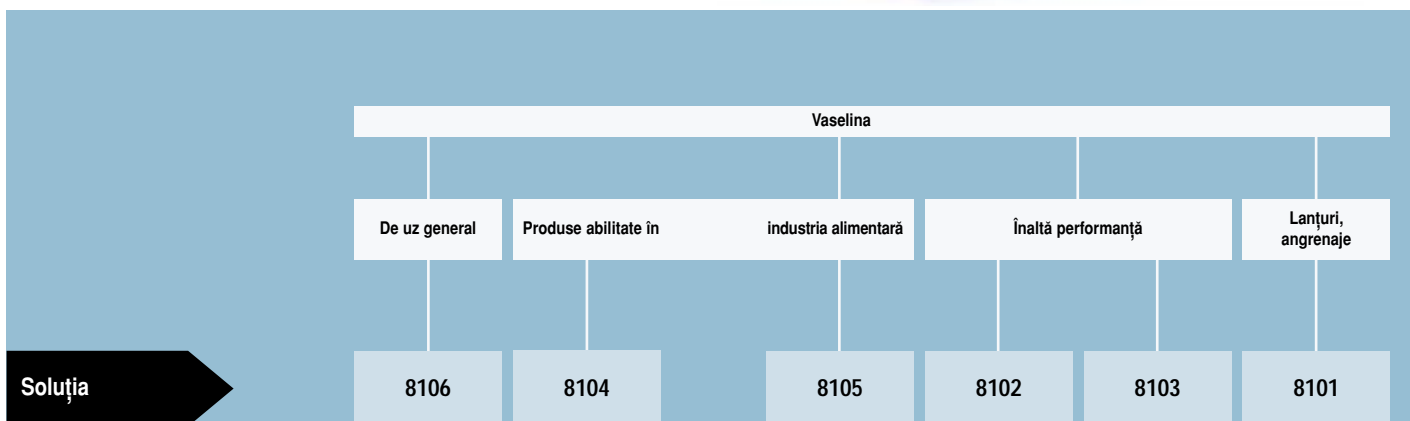 Vaselina
De uz general
Produse abilitate în industria alimentară
Înaltă performanță
Lanțuri,
angrenaje
Soluția
8106
8104
8105
8102
8103
8101